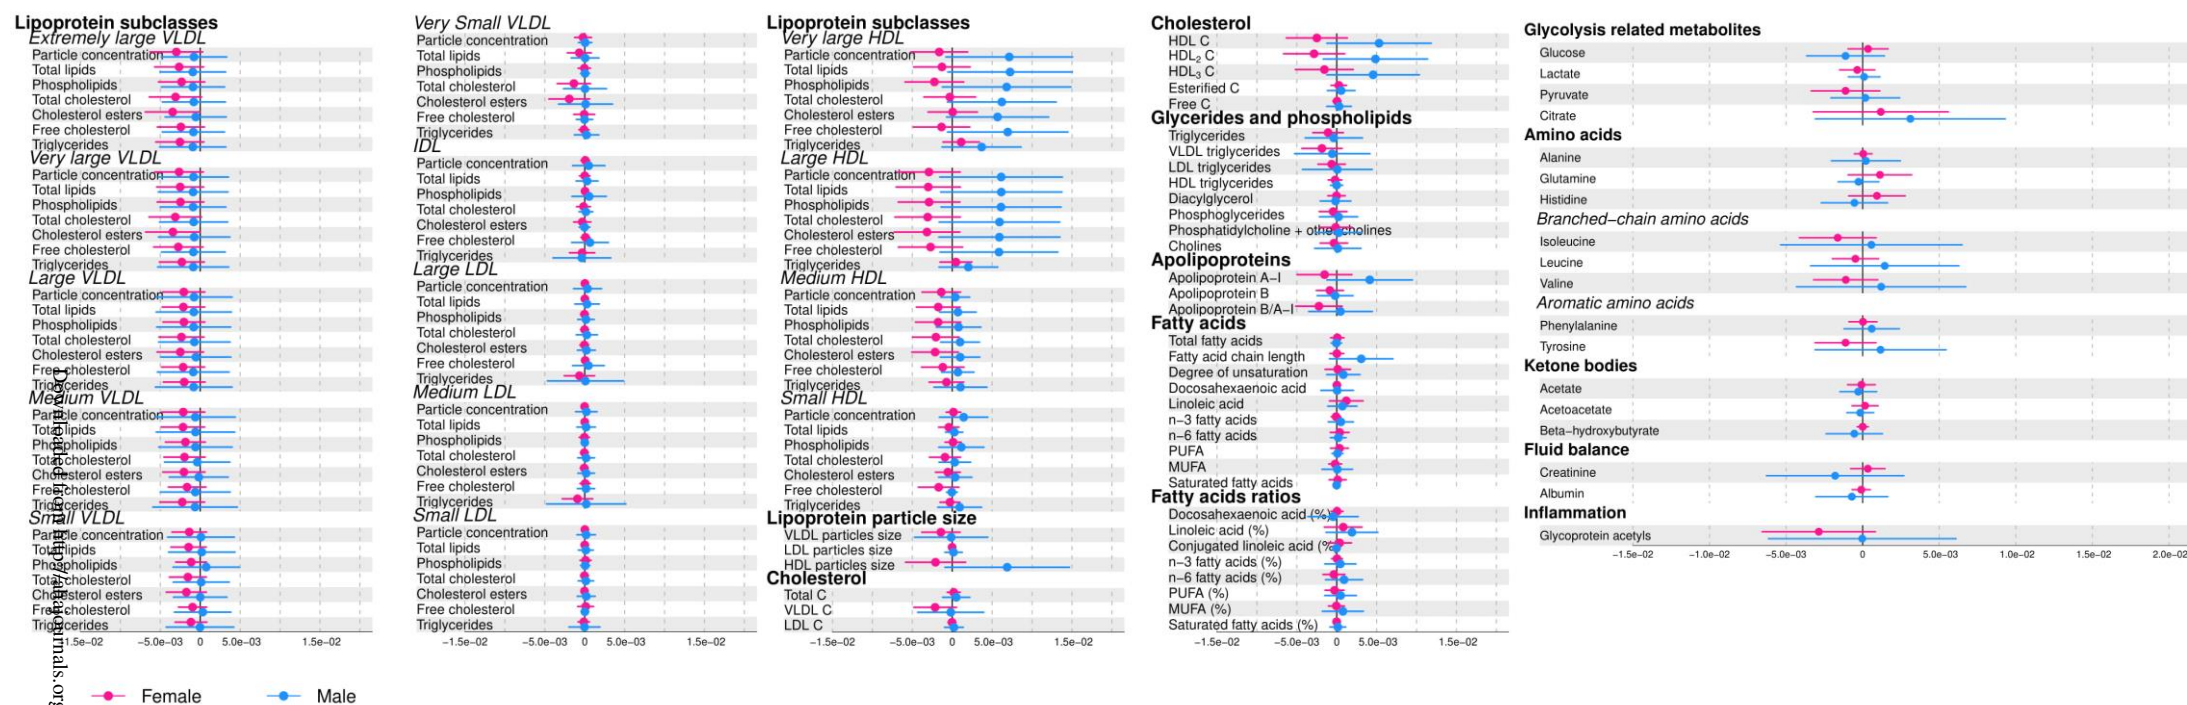 Lipoprotein subclasses
Extremely large VLDL
Particle concentration
Total lipids
Phospholipids
Total cholesterol
Cholesterol esters
Free cholesterol
Triglycerides
Very large VLDL
Particle concentration
Total lipids
Phospholipids
Total cholesterol
Cholesterol esters
Free cholesterol
Triglycerides
Large VLDL
Particle concentration
Total lipids
Phospholipids
Total cholesterol
Cholesterol esters
Free cholesterol
Triglycerides
Medium VLDL
Particle concentration
Total lipids
Phospholipids
Total cholesterol
Cholesterol esters
Free cholesterol
Triglycerides
Small VLDL
Particle concentration
Total lipids
Phospholipids
Total cholesterol
Cholesterol esters
Free cholesterol
Triglycerides
1.5e−02 −5.0e−03 0 5.0e−03 1.5e−02
Very Small VLDL
Particle concentration
Total lipids
Phospholipids
Total cholesterol
Cholesterol esters
Free cholesterol
Triglycerides
IDL
Particle concentration
Total lipids
Phospholipids
Total cholesterol
Cholesterol esters
Free cholesterol
Triglycerides
Large LDL
Particle concentration
Total lipids
Phospholipids
Total cholesterol
Cholesterol esters
Free cholesterol
Triglycerides
Medium LDL
Particle concentration
Total lipids
Phospholipids
Total cholesterol
Cholesterol esters
Free cholesterol
Triglycerides
Small LDL
Particle concentration
Total lipids
Phospholipids
Total cholesterol
Cholesterol esters
Free cholesterol
Triglycerides
−1.5e−02 −5.0e−03 0 5.0e−03 1.5e−02
Lipoprotein subclasses
Very large HDL
Particle concentration
Total lipids
Phospholipids
Total cholesterol
Cholesterol esters
Free cholesterol
Triglycerides
Large HDL
Particle concentration
Total lipids
Phospholipids
Total cholesterol
Cholesterol esters
Free cholesterol
Triglycerides
Medium HDL
Particle concentration
Total lipids
Phospholipids
Total cholesterol
Cholesterol esters
Free cholesterol
Triglycerides
Small HDL
Particle concentration
Total lipids
Phospholipids
Total cholesterol
Cholesterol esters
Free cholesterol
Triglycerides
Lipoprotein particle size
VLDL particles size
LDL particles size
HDL particles size
Cholesterol
Total C
VLDL C
LDL C
−1.5e−02 −5.0e−03 0 5.0e−03 1.5e−02
Cholesterol
HDL C
HDL₂ C
HDL₃ C
Esterified C
Free C
Glycerides and phospholipids
Triglycerides
VLDL triglycerides
LDL triglycerides
HDL triglycerides
Diacylglycerol
Phosphoglycerides
Phosphatidylcholine + other cholines
Cholines
Apolipoproteins
Apolipoprotein A−I
Apolipoprotein B
Apolipoprotein B/A−I
Fatty acids
Total fatty acids
Fatty acid chain length
Degree of unsaturation
Docosahexaenoic acid
Linoleic acid
n−3 fatty acids
n−6 fatty acids
PUFA
MUFA
Saturated fatty acids
Fatty acids ratios
Docosahexaenoic acid (%)
Linoleic acid (%)
Conjugated linoleic acid (%
n−3 fatty acids (%)
n−6 fatty acids (%)
PUFA (%)
MUFA (%)
Saturated fatty acids (%)
−1.5e−02 −5.0e−03 0 5.0e−03 1.5e−02
Glycolysis related metabolites
Glucose
Lactate
Pyruvate
Citrate
Amino acids
Alanine
Glutamine
Histidine
Branched−chain amino acids
Isoleucine
Leucine
Valine
Aromatic amino acids
Phenylalanine
Tyrosine
Ketone bodies
Acetate
Acetoacetate
Beta−hydroxybutyrate
Fluid balance
Creatinine
Albumin
Inflammation
Glycoprotein acetyls
−1.5e−02 −1.0e−02 −5.0e−03 0 5.0e−03 1.0e−02 1.5e−02 2.0e−02
Female Male
Downloaded from http://ahajournals.org